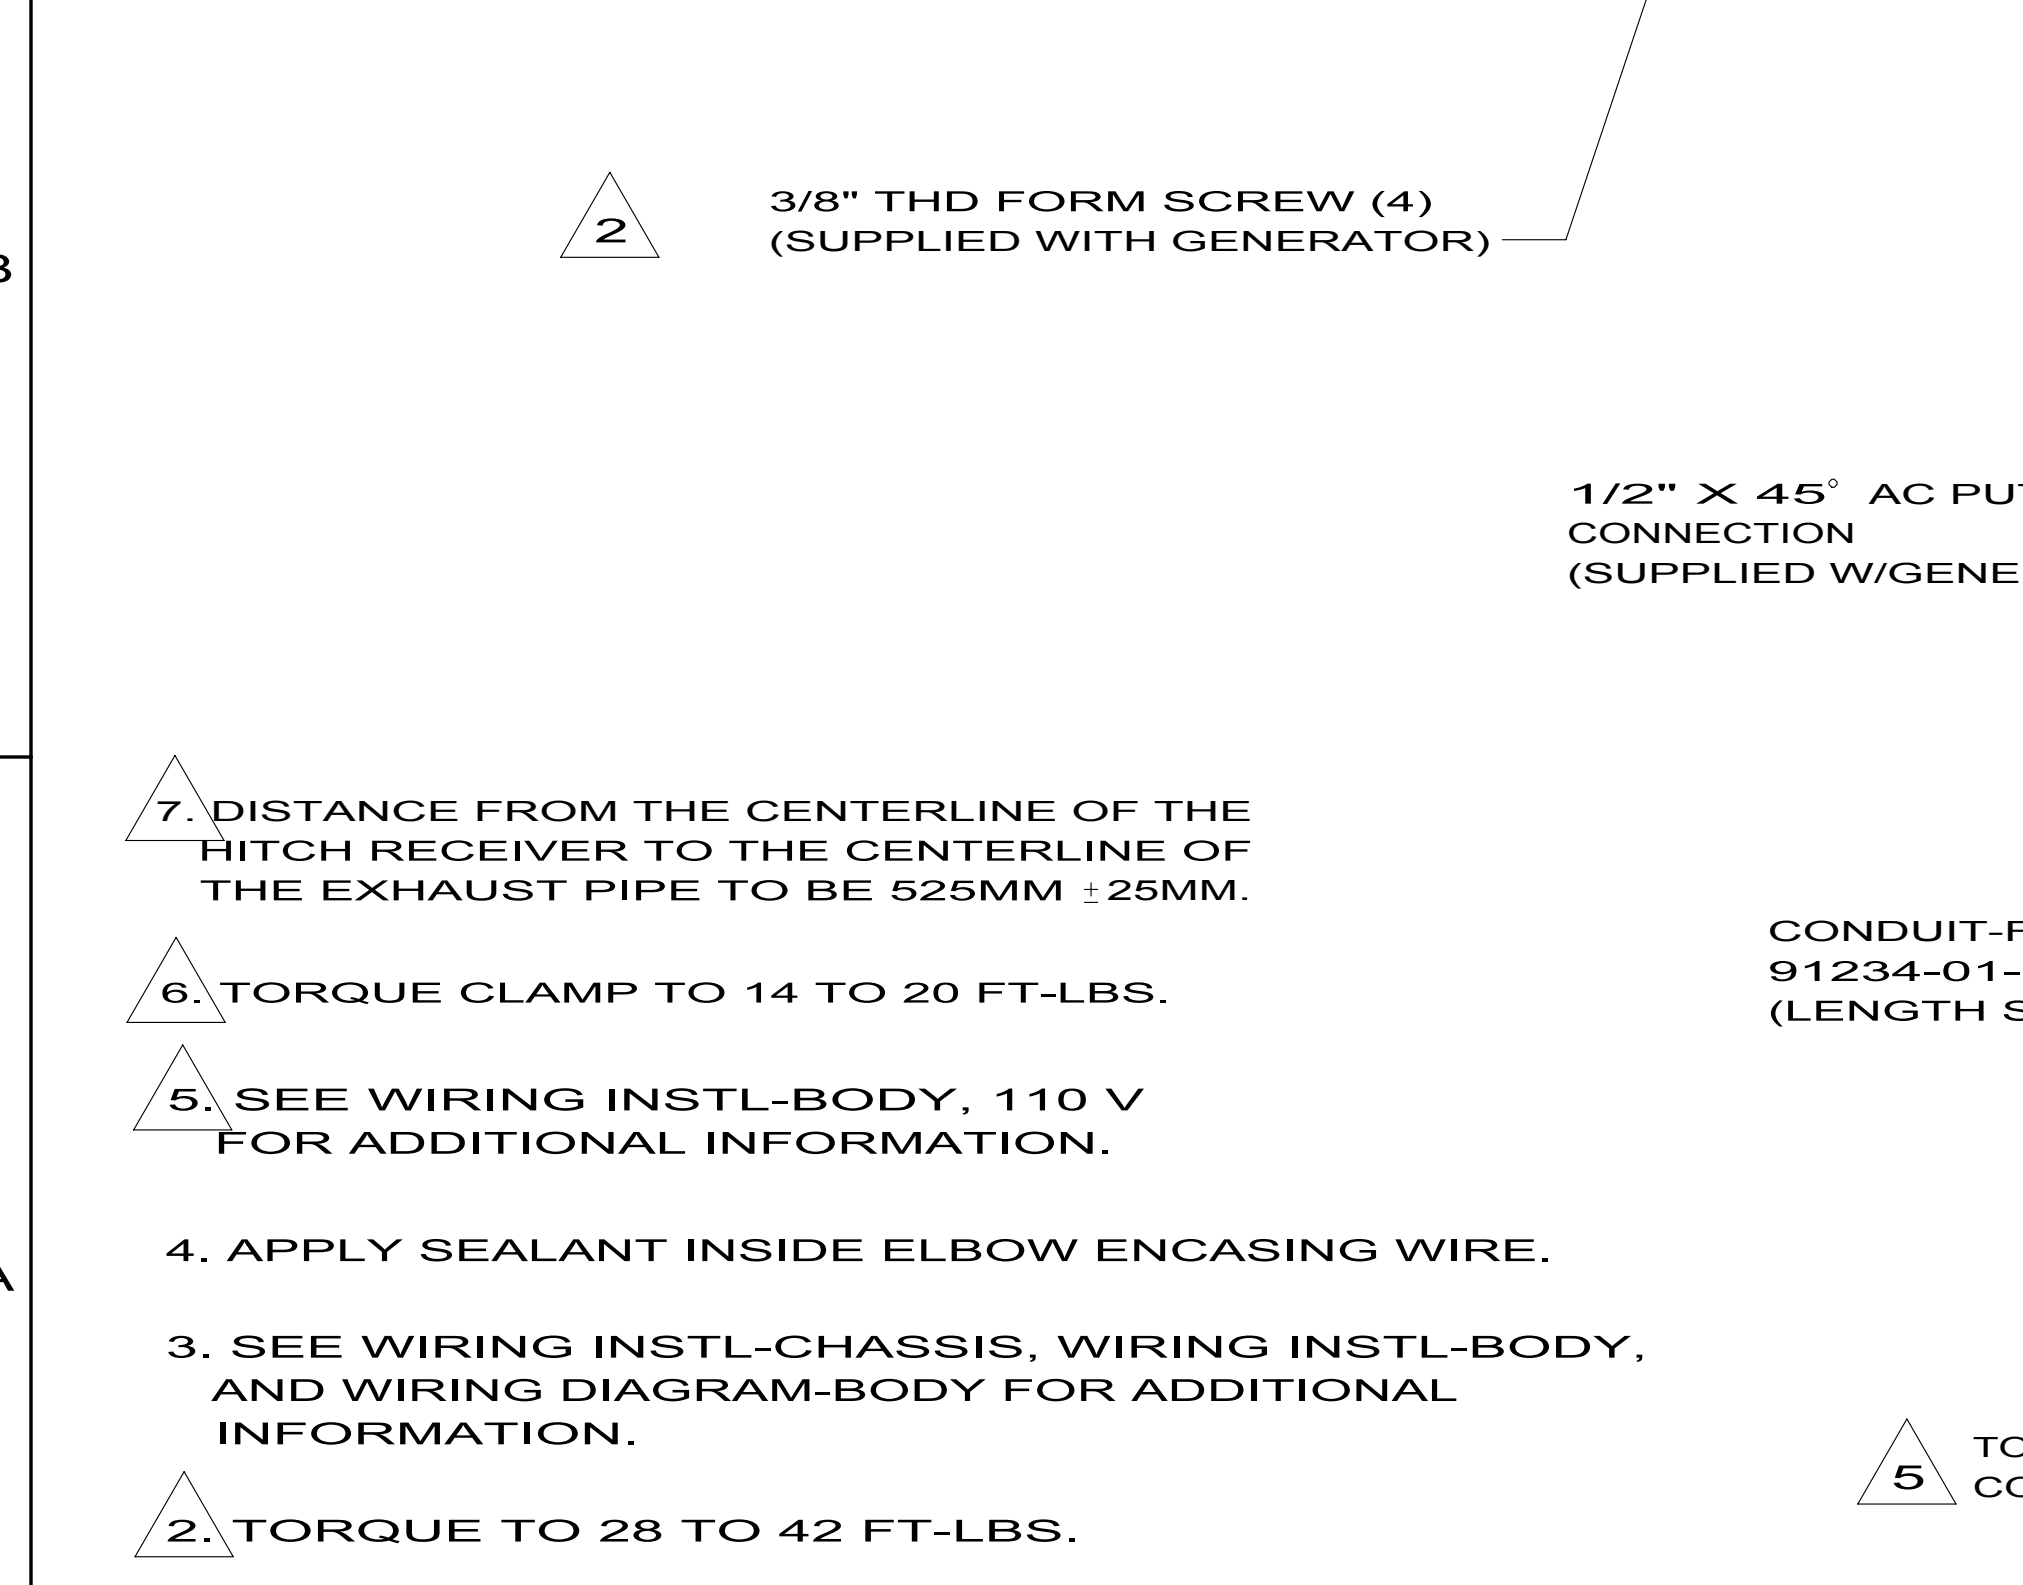 B
2
3/8" THD FORM SCREW (4)
(SUPPLIED WITH GENERATOR)
1/2" X 45° AC
CONNECTION
(SUPPLIED
7. DISTANCE FROM THE CENTERLINE OF THE
HITCH RECEIVER TO THE CENTERLINE OF
THE EXHAUST PIPE TO BE 525MM ±25MM.
6. TORQUE CLAMP TO 14 TO 20 FT-LBS.
5. SEE WIRING INSTL-BODY, 110 V
FOR ADDITIONAL INFORMATION.
4. APPLY SEALANT INSIDE ELBOW ENCASING WIRE.
3. SEE WIRING INSTL-CHASSIS, WIRING INSTL-BODY,
AND WIRING DIAGRAM-BODY FOR ADDITIONAL
INFORMATION.
2. TORQUE TO 28 TO 42 FT-LBS.
CONDUIT-
91234-01-
(LENGTH
A
5